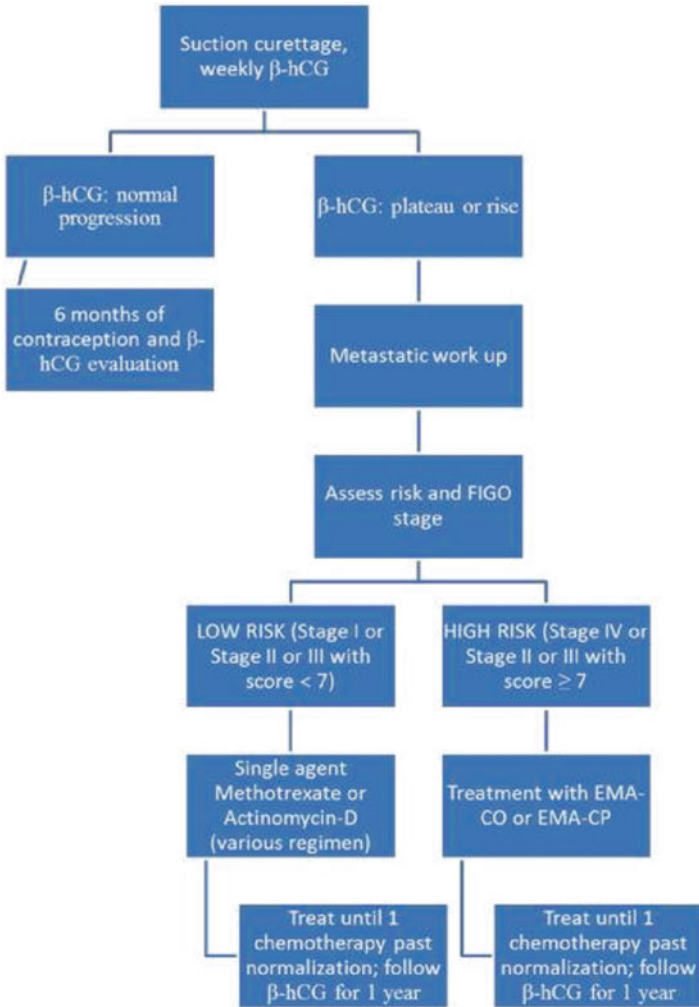 Suction curettage,
weekly β-hCG
β-hCG: normal
progression
β-hCG: plateau or rise
6 months of
contraception and β-
hCG evaluation
Metastatic work up
Assess risk and FIGO
stage
LOW RISK (Stage I or
Stage II or III with
score < 7)
HIGH RISK (Stage IV or
Stage II or III with
score ≥ 7
Single agent
Methotrexate or
Actinomycin-D
(various regimen)
Treatment with EMA-
CO or EMA-CP
Treat until 1
chemotherapy past
normalization; follow
β-hCG for 1 year
Treat until 1
chemotherapy past
normalization; follow
β-hCG for 1 year